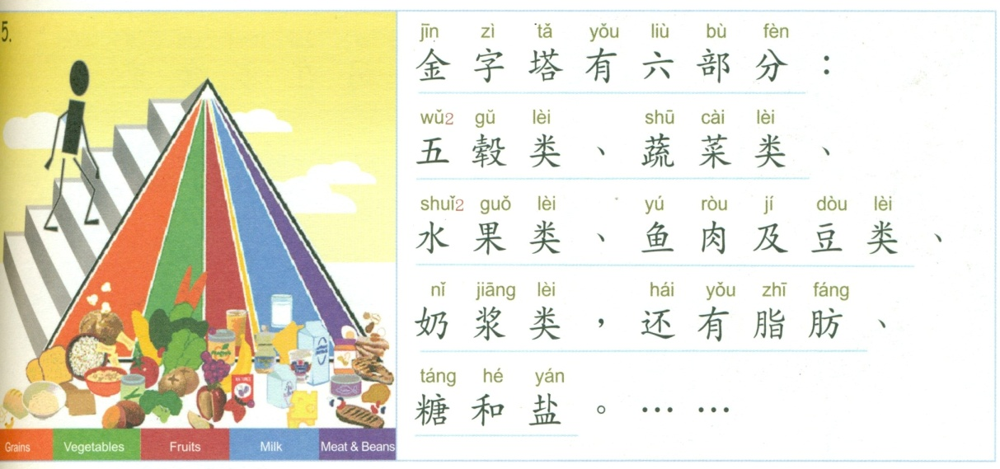 5.
jīn zì tǎ yǒu liù bù fèn
金 字 塔 有 六 部 分 ：
wǔ2 gǔ lèi shū cài lèi
五 穀 类 、 蔬 菜 类 、
shuǐ2 guǒ lèi yú ròu jí dòu lèi
水 果 类 、 鱼 肉 及 豆 类 、
nǐ jiāng lèi hái yǒu zhī fáng
奶 浆 类 ， 还 有 脂 肪 、
táng hé yán
糖 和 盐 。 … …
Grains Vegetables Fruits Milk Meat & Beans